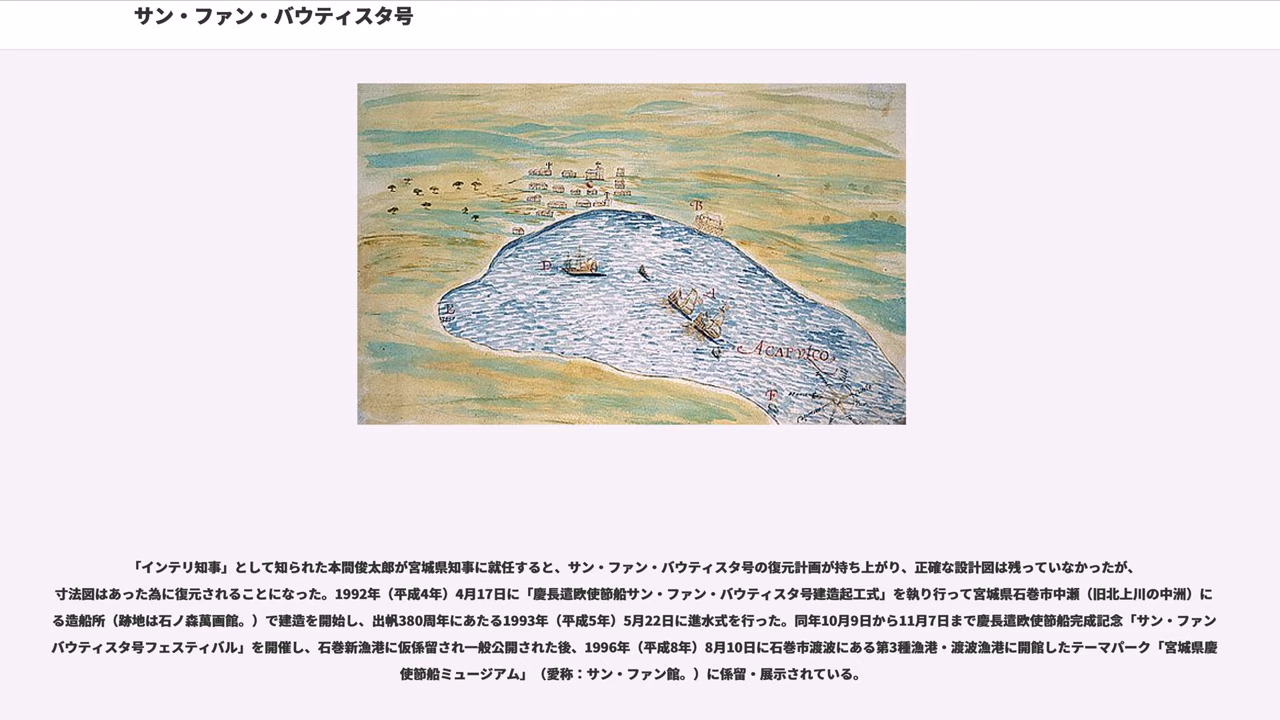 サン・ファン・バウティスタ号
B
D
A
E
G
ACAPVLCO
F
「インテリ知事」として知られた本間俊太郎が宮城県知事に就任すると、サン・ファン・バウティスタ号の復元計画が持ち上がり、正確な設計図は残っていなかったが、
寸法図はあった為に復元されることになった。1992年（平成4年）4月17日に「慶長遣欧使節船サン・ファン・バウティスタ号建造起工式」を執り行って宮城県石巻市中瀬（旧北上川の中洲）に
る造船所（跡地は石ノ森萬画館。）で建造を開始し、出帆380周年にあたる1993年（平成5年）5月22日に進水式を行った。同年10月9日から11月7日まで慶長遣欧使節船完成記念「サン・ファン
バウティスタ号フェスティバル」を開催し、石巻新漁港に仮係留され一般公開された後、1996年（平成8年）8月10日に石巻市渡波にある第3種漁港・渡波漁港に開館したテーマパーク「宮城県慶
使節船ミュージアム」（愛称：サン・ファン館。）に係留・展示されている。